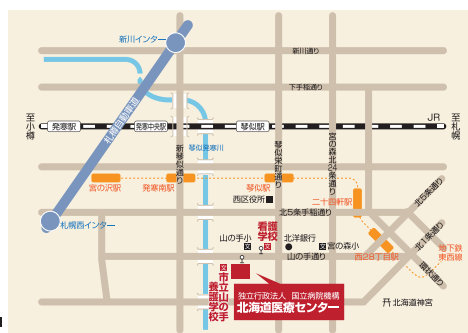 新川インター
新川通り
下手稲通り
札幌自動車道
JR
至小樽
発寒駅
発寒中央駅
琴似駅
至札幌
琴似発寒川
新琴似通り
琴似栄町通り
宮の森北24条通り
宮の沢駅
発寒南駅
琴似駅
二十四軒駅
西区役所
北5条手稲通り
北5条通り
札幌西インター
山の手小
看護学校
北洋銀行
宮の森小
山の手通り
西28丁目駅
北1条通り
地下鉄東西線
環状通り
市立山の手養護学校
独立行政法人 国立病院機構
北海道医療センター
北海道神宮